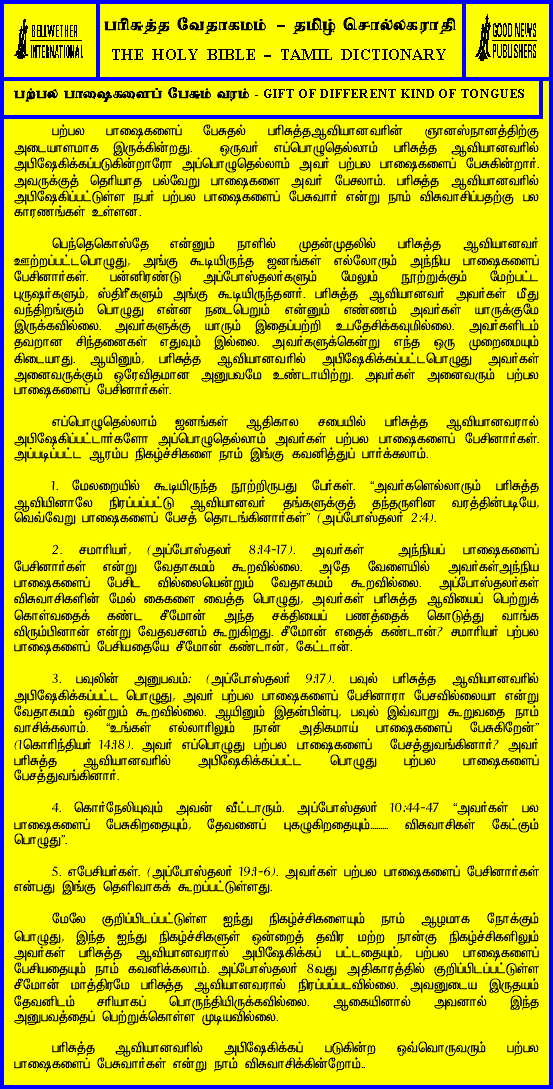 BELLWETHER
INTERNATIONAL
பரிசுத்த வேதாகமம் – தமிழ் சொல்லகராதி
THE HOLY BIBLE – TAMIL DICTIONARY
GOOD NEWS
PUBLISHERS
பற்பல பாஷைகளைப் பேசும் வரம் - GIFT OF DIFFERENT KIND OF TONGUES
பற்பல பாஷைகளைப் பேசுதல் பரிசுத்தஆவியானவரின் ஞானஸ்நானத்திற்கு
அடையாளமாக இருக்கின்றது. ஒருவர் எப்பொழுதெல்லாம் பரிசுத்த ஆவியானவரில்
அபிஷேகிக்கப்படுகின்றாரோ அப்பொழுதெல்லாம் அவர் பற்பல பாஷைகளைப் பேசுகின்றார்.
அவருக்குத் தெரியாத பல்வேறு பாஷைகளை அவர் பேசலாம். பரிசுத்த ஆவியானவரில்
அபிஷேகிப்பட்டுள்ள நபர் பற்பல பாஷைகளைப் பேசுவார் என்று நாம் விசுவாசிப்பதற்கு பல
காரணங்கள் உள்ளன.
பெந்தெகொஸ்தே என்னும் நாளில் முதன்முதலில் பரிசுத்த ஆவியானவர்
ஊற்றப்பட்டபொழுது, அங்கு கூடியிருந்த ஜனங்கள் எல்லோரும் அந்நிய பாஷைகளைப்
பேசினார்கள். பன்னிரண்டு அப்போஸ்தலர்களும் மேலும் நூற்றுக்கும் மேற்பட்ட
புருஷர்களும், ஸ்திரீகளும் அங்கு கூடியிருந்தனர். பரிசுத்த ஆவியானவர் அவர்கள் மீது
வந்திறங்கும் பொழுது என்ன நடைபெறும் என்னும் எண்ணம் அவர்கள் யாருக்குமே
இருக்கவில்லை. அவர்களுக்கு யாரும் இதைப்பற்றி உபதேசிக்கவுமில்லை. அவர்களிடம்
தவறான சிந்தனைகள் எதுவும் இல்லை. அவர்களுக்கென்று எந்த ஒரு முறைமையும்
கிடையாது. ஆயினும், பரிசுத்த ஆவியானவரில் அபிஷேகிக்கப்பட்டபொழுது அவர்கள்
அனைவருக்கும் ஒரேவிதமான அனுபவமே உண்டாயிற்று. அவர்கள் அனைவரும் பற்பல
பாஷைகளைப் பேசினார்கள்.
எப்பொழுதெல்லாம் ஜனங்கள் ஆதிகால சபையில் பரிசுத்த ஆவியானவரால்
அபிஷேகிப்பட்டார்களோ அப்பொழுதெல்லாம் அவர்கள் பற்பல பாஷைகளைப் பேசினார்கள்.
அப்படிப்பட்ட ஆரம்ப நிகழ்ச்சிகளை நாம் இங்கு கவனித்துப் பார்க்கலாம்.
1. மேலறையில் கூடியிருந்த நூற்றிருபது பேர்கள். “அவர்களெல்லாரும் பரிசுத்த
ஆவியினாலே நிரப்பப்பட்டு ஆவியானவர் தங்களுக்குத் தந்தருளின வரத்தின்படியே,
வெவ்வேறு பாஷைகளைப் பேசத் தொடங்கினார்கள்” (அப்போஸ்தலர் 2:4).
2. சமாரியர், (அப்போஸ்தலர் 8:14-17). அவர்கள் அந்நியப் பாஷைகளைப்
பேசினார்கள் என்று வேதாகமம் கூறவில்லை. அதே வேளையில் அவர்கள்அந்நிய
பாஷைகளைப் பேசிட வில்லையென்றும் வேதாகமம் கூறவில்லை. அப்போஸ்தலர்கள்
விசுவாசிகளின் மேல் கைகளை வைத்த பொழுது, அவர்கள் பரிசுத்த ஆவியைப் பெற்றுக்
கொள்வதைக் கண்ட சீமோன் அந்த சக்தியைப் பணத்தைக் கொடுத்து வாங்க
விரும்பினான் என்று வேதவசனம் கூறுகிறது. சீமோன் எதைக் கண்டான்? சமாரியர் பற்பல
பாஷைகளைப் பேசியதையே சீமோன் கண்டான், கேட்டான்.
3. பவுலின் அனுபவம்: (அப்போஸ்தலர் 9:17). பவுல் பரிசுத்த ஆவியானவரில்
அபிஷேகிக்கப்பட்ட பொழுது, அவர் பற்பல பாஷைகளைப் பேசினாரா பேசவில்லையா என்று
வேதாகமம் ஒன்றும் கூறவில்லை. ஆயினும் இதன்பின்பு, பவுல் இவ்வாறு கூறுவதை நாம்
வாசிக்கலாம். “உங்கள் எல்லாரிலும் நான் அதிகமாய் பாஷைகளைப் பேசுகிறேன்”
(1கொரிந்தியர் 14:18). அவர் எப்பொழுது பற்பல பாஷைகளைப் பேசத்துவங்கினார்? அவர்
பரிசுத்த ஆவியானவரில் அபிஷேகிக்கப்பட்ட பொழுது பற்பல பாஷைகளைப்
பேசத்துவங்கினார்.
4. கொர்நேலியுவும் அவன் வீட்டாரும். அப்போஸ்தலர் 10:44-47 “அவர்கள் பல
பாஷைகளைப் பேசுகிறதையும், தேவனைப் புகழுகிறதையும்......... விசுவாசிகள் கேட்கும்
பொழுது”.
5. எபேசியர்கள். (அப்போஸ்தலர் 19:1-6). அவர்கள் பற்பல பாஷைகளைப் பேசினார்கள்
என்பது இங்கு தெளிவாகக் கூறப்பட்டுள்ளது.
மேலே குறிப்பிடப்பட்டுள்ள ஐந்து நிகழ்ச்சிகளையும் நாம் ஆழமாக நோக்கும்
பொழுது, இந்த ஐந்து நிகழ்ச்சிகளுள் ஒன்றைத் தவிர மற்ற நான்கு நிகழ்ச்சிகளிலும்
அவர்கள் பரிசுத்த ஆவியானவரால் அபிஷேகிக்கப் பட்டதையும், பற்பல பாஷைகளைப்
பேசியதையும் நாம் கவனிக்கலாம். அப்போஸ்தலர் 8வது அதிகாரத்தில் குறிப்பிடப்பட்டுள்ள
சீமோன் மாத்திரமே பரிசுத்த ஆவியானவரால் நிரப்பப்படவில்லை. அவனுடைய இருதயம்
தேவனிடம் சரியாகப் பொருந்தியிருக்கவில்லை. ஆகையினால் அவனால் இந்த
அனுபவத்தைப் பெற்றுக்கொள்ள முடியவில்லை.
பரிசுத்த ஆவியானவரில் அபிஷேகிக்கப் படுகின்ற ஒவ்வொருவரும் பற்பல
பாஷைகளைப் பேசுவார்கள் என்று நாம் விசுவாசிக்கின்றோம்..